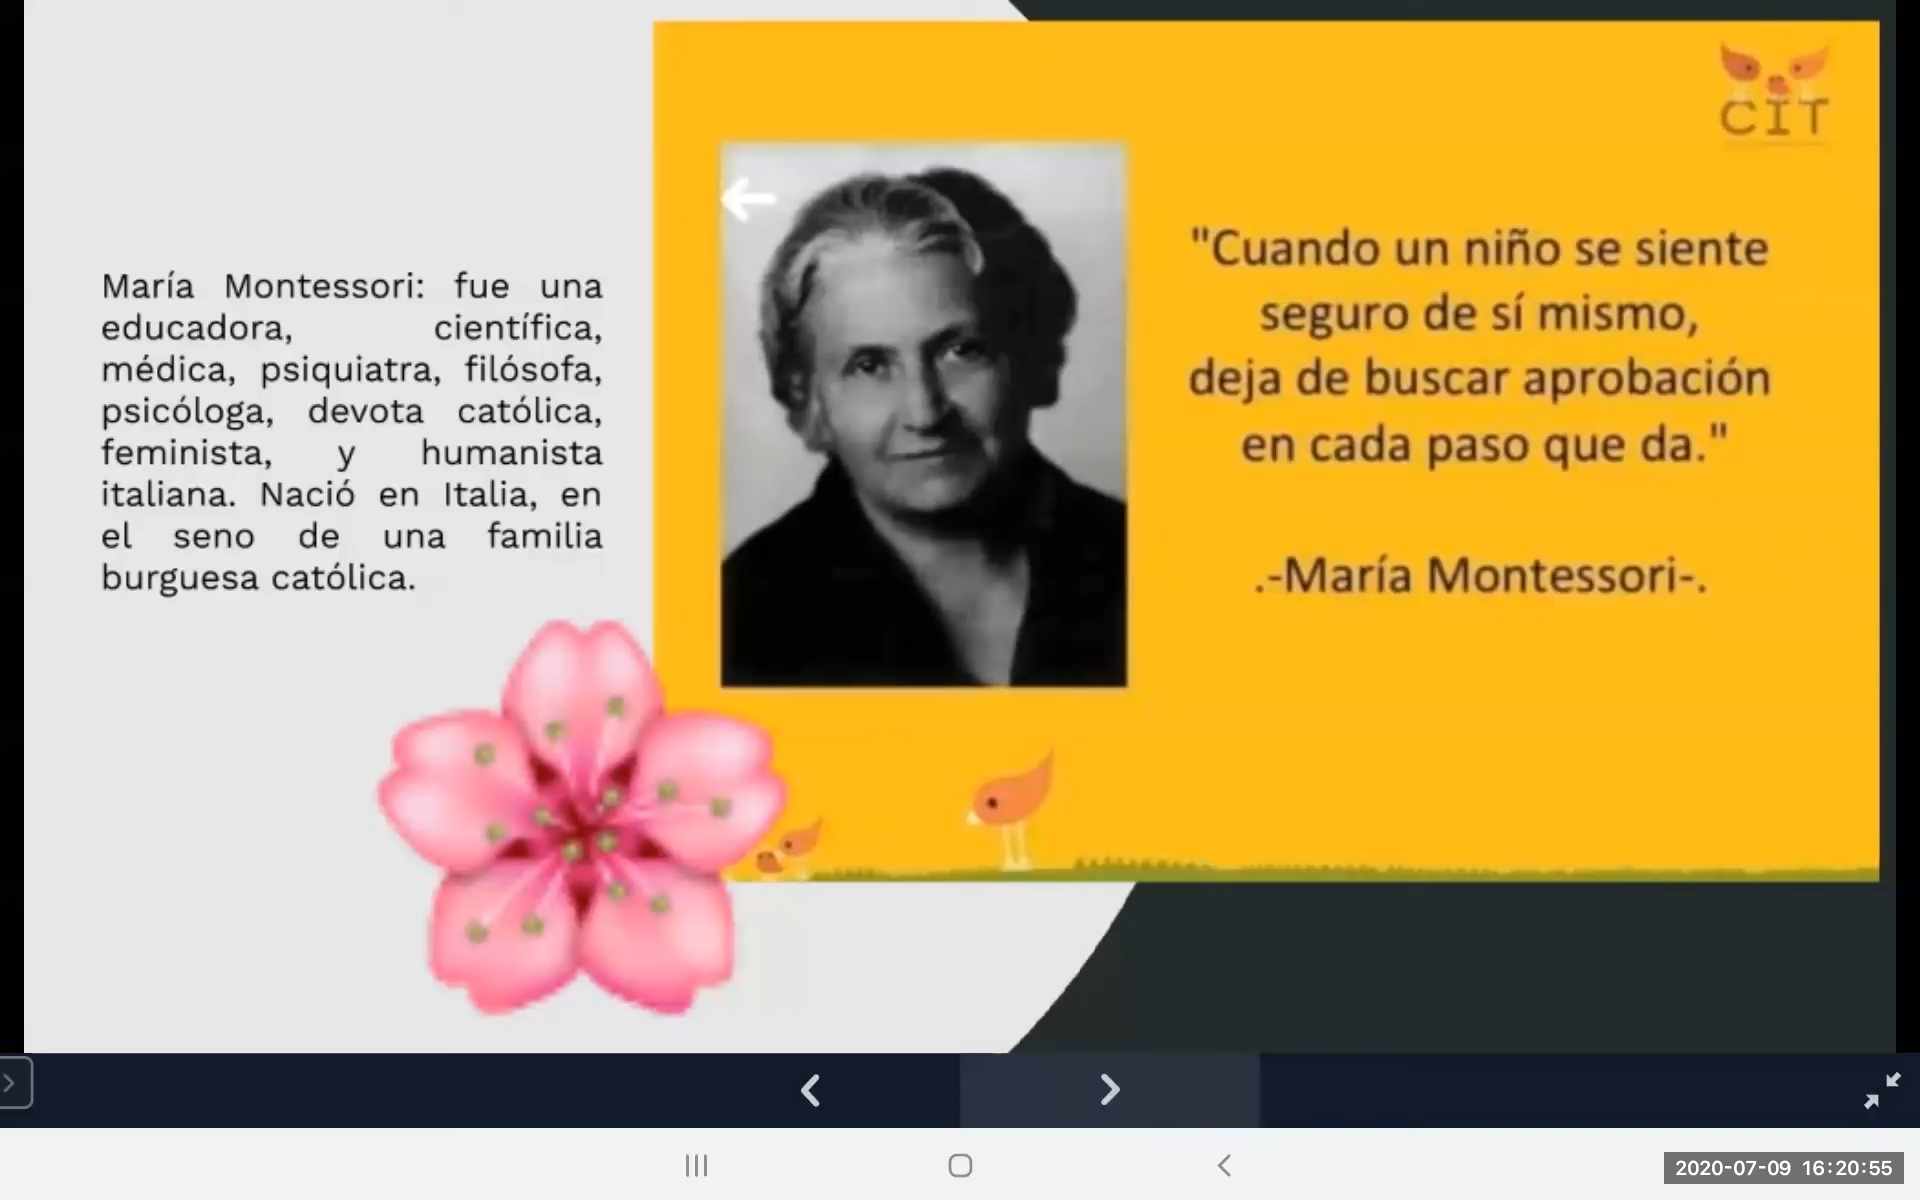 María Montessori: fue una
educadora, científica,
médica, psiquiatra, filósofa,
psicóloga, devota católica,
feminista, y humanista
italiana. Nació en Italia, en
el seno de una familia
burguesa católica.
CIT
"Cuando un niño se siente
seguro de sí mismo,
deja de buscar aprobación
en cada paso que da."
.-María Montessori-.
2020-07-09 16:20:55